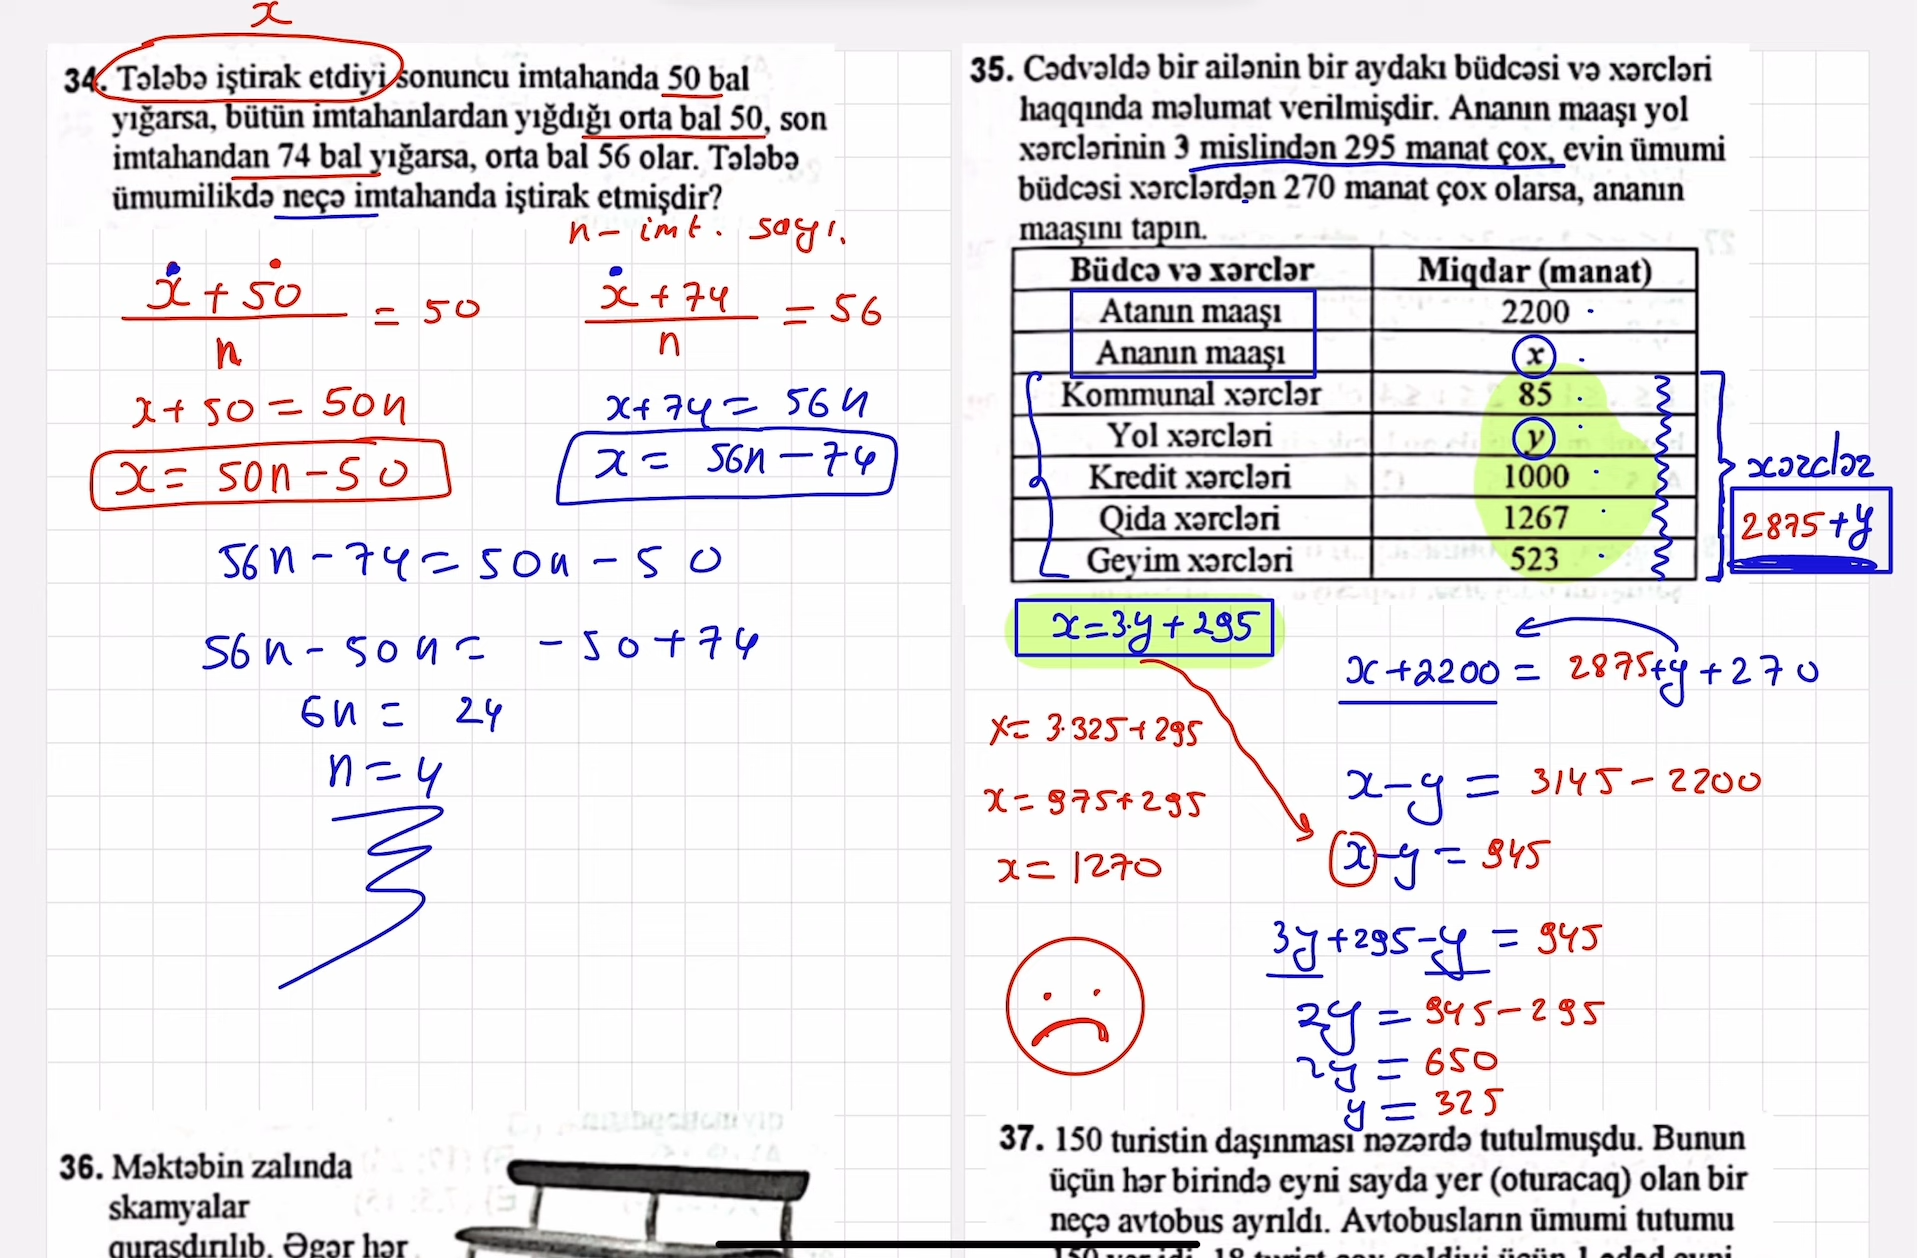 x
34. Tələbə iştirak etdiyi sonuncu imtahanda 50 bal
yığarsa, bütün imtahanlardan yığdığı orta bal 50, son
imtahandan 74 bal yığarsa, orta bal 56 olar. Tələbə
ümumilikdə neçə imtahanda iştirak etmişdir?
n – imt. sayı.
x + 50 / n = 50
x + 74 / n = 56
x + 50 = 50n
x + 74 = 56n
x = 50n – 50
x = 56n – 74
56n – 74 = 50n – 50
56n – 50n = – 50 + 74
6n = 24
n = 4
35. Cədvəldə bir ailənin bir aydakı büdcəsi və xərcləri
haqqında məlumat verilmişdir. Ananın maaşı yol
xərclərinin 3 mislindən 295 manat çox, evin ümumi
büdcəsi xərclərdən 270 manat çox olarsa, ananın
maaşını tapın.
Büdcə və xərclər Miqdar (manat)
Atanın maaşı 2200
Ananın maaşı x
Kommunal xərclər 85
Yol xərcləri y
Kredit xərcləri 1000
Qida xərcləri 1267
Geyim xərcləri 523
xərclər
2875 + y
x = 3·y + 295
x + 2200 = 2875 + y + 270
x = 3·325 + 295
x – y = 3145 – 2200
x = 975 + 295
x – y = 945
x = 1270
3y + 295 – y = 945
2y = 945 – 295
2y = 650
y = 325
36. Məktəbin zalında
skamyalar
quraşdırılıb. Əgər hər
37. 150 turistin daşınması nəzərdə tutulmuşdu. Bunun
üçün hər birində eyni sayda yer (oturacaq) olan bir
neçə avtobus ayrıldı. Avtobusların ümumi tutumu